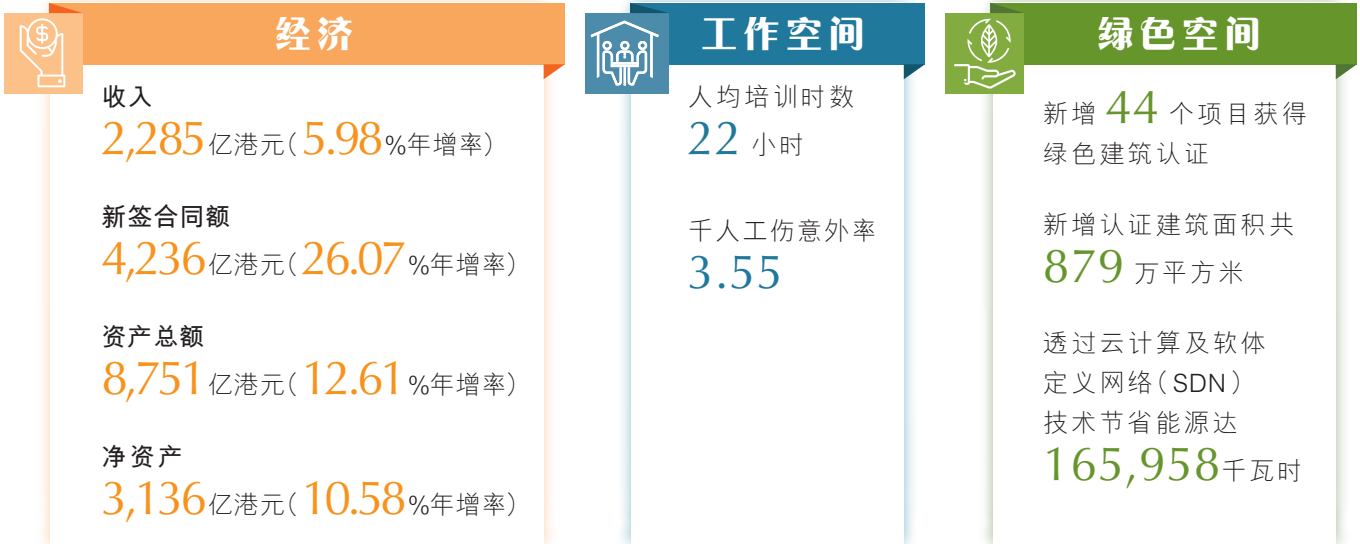 经济
收入
2,285亿港元(5.98%年增率)
新签合同额
4,236亿港元(26.07%年增率)
资产总额
8,751亿港元(12.61%年增率)
净资产
3,136亿港元(10.58%年增率)
工作空间
人均培训时数
22 小时
千人工伤意外率
3.55
绿色空间
新增 44 个项目获得
绿色建筑认证
新增认证建筑面积共
879 万平方米
透过云计算及软体
定义网络(SDN)
技术节省能源达
165,958千瓦时